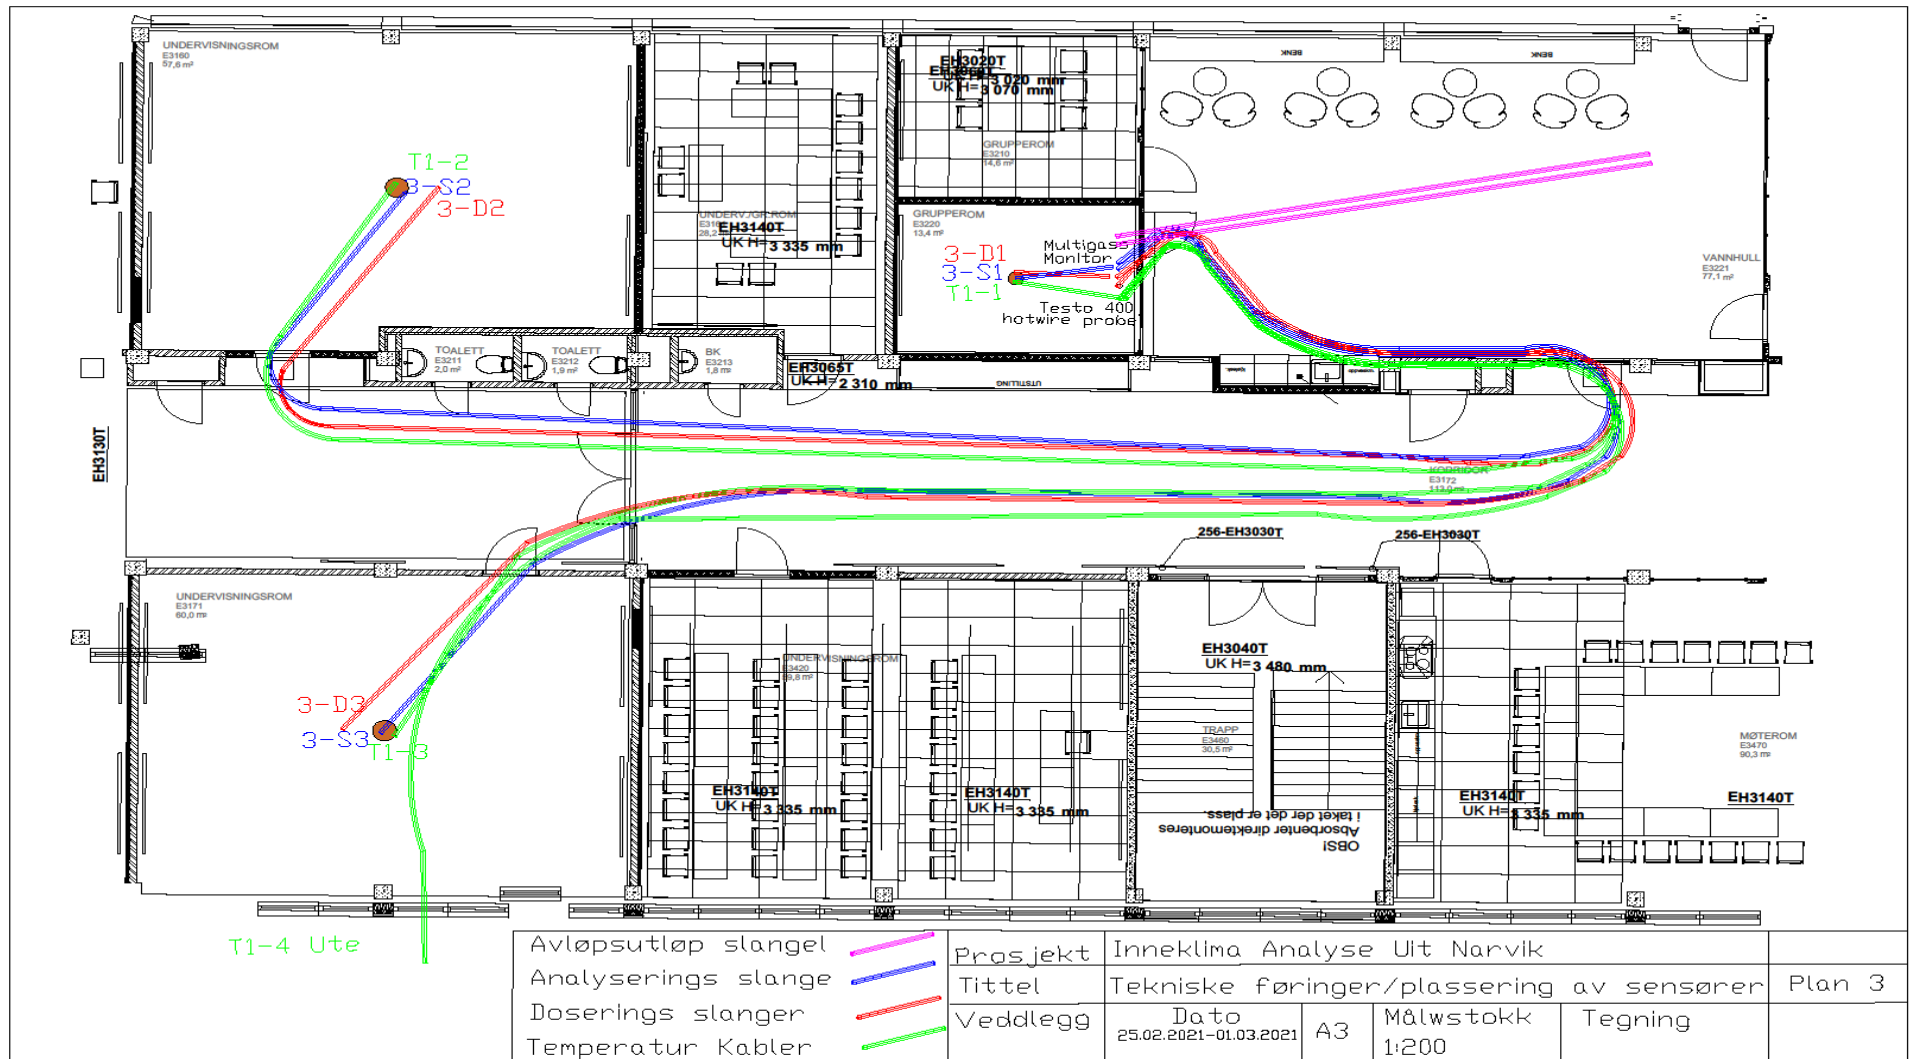 UNDERVISNINGSROM
E3160
57,6 m²
EH3020T
UK H= 3 020 mm
UK H= 3 070 mm
GRUPPEROM
E3210
14,6 m²
BENK
BENK
T1-2
3-S2
3-D2
UNDERV./GR.ROM
EH3140T
UK H= 3 335 mm
GRUPPEROM
E3220
13,4 m²
3-D1
3-S1
T1-1
Multigass
Monitor
Testo 400
hotwire probe
VANNHULL
E3221
77,1 m²
TOALETT
E3211
2,0 m²
TOALETT
E3212
1,9 m²
BK
E3213
1,8 m²
EH3065T
UK H= 2 310 mm
UTSTILLING
EH3130T
KORRIDOR
E3172
113,0 m²
256-EH3030T
256-EH3030T
UNDERVISNINGSROM
E3171
60,0 m²
3-D3
3-S3
T1-3
UNDERVISNINGSROM
E3420
EH3140T
UK H= 3 335 mm
EH3140T
UK H= 3 335 mm
EH3040T
UK H= 3 480 mm
TRAPP
E3460
30,5 m²
OBS!
Absorbenter direktemonteres
i taket der det er plass.
MØTEROM
E3470
90,3 m²
EH3140T
UK H= 3 335 mm
EH3140T
T1-4 Ute
Avløpsutløp slangel
Analyserings slange
Doserings slanger
Temperatur Kabler
Prosjekt
Inneklima Analyse Uit Narvik
Tittel
Tekniske føringer/plassering av sensører
Plan 3
Veddlegg
Dato
25.02.2021-01.03.2021
A3
Målwstokk
1:200
Tegning